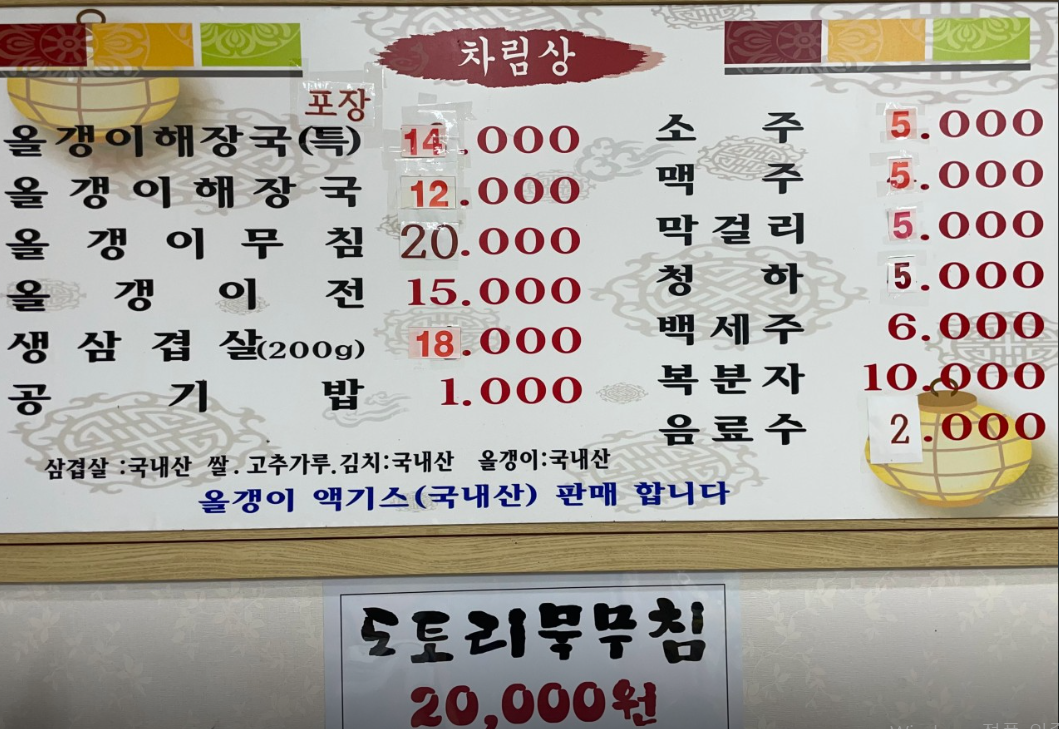 차림상
포장
올갱이해장국(특) 14.000
올갱이해장국 12.000
올갱이무침 20.000
올갱이전 15.000
생삼겹살(200g) 18.000
공기밥 1.000
소주 5.000
맥주 5.000
막걸리 5.000
청하 5.000
백세주 6.000
복분자 10.000
음료수 2.000
삼겹살 :국내산 쌀. 고추가루.김치:국내산 올갱이:국내산
올갱이 액기스(국내산) 판매 합니다
도토리묵무침
20,000원